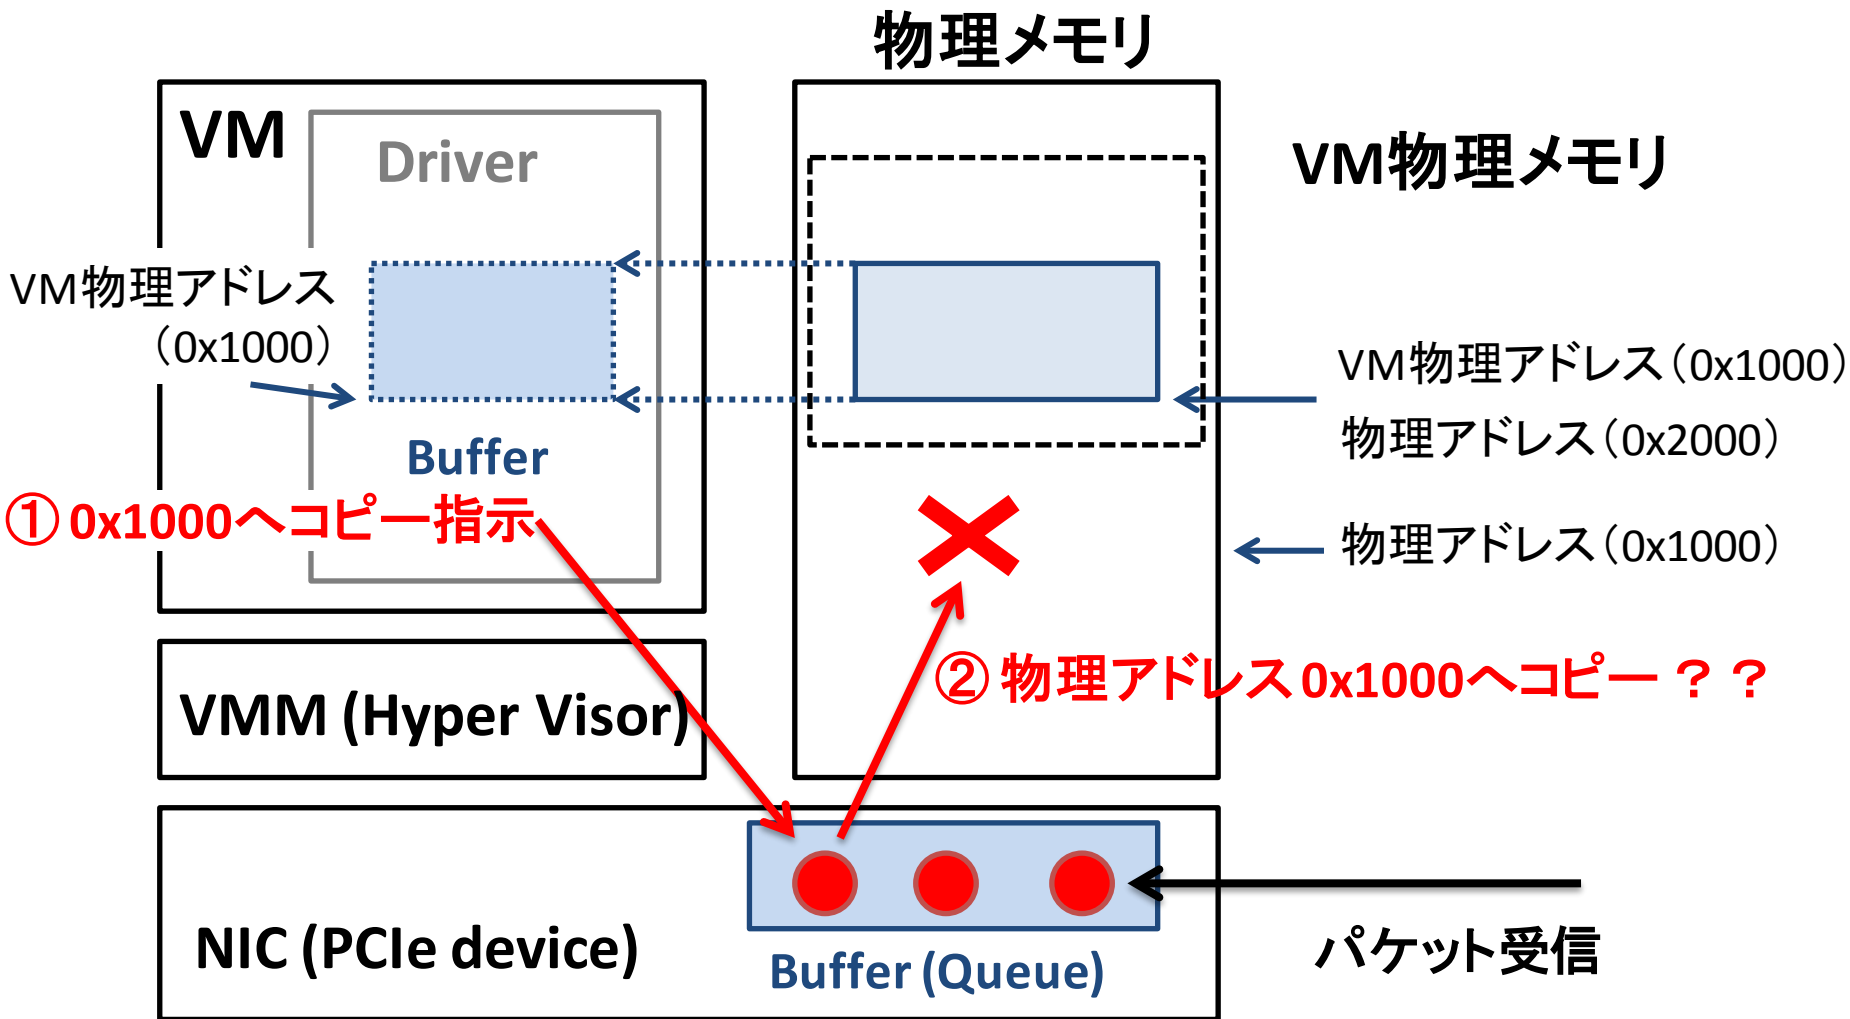 物理メモリ
VM
Driver
VM物理メモリ
VM物理アドレス
（0x1000）
VM物理アドレス（0x1000）
物理アドレス（0x2000）
Buffer
① 0x1000へコピー指示
物理アドレス（0x1000）
② 物理アドレス0x1000へコピー？？
VMM (Hyper Visor)
NIC (PCIe device)
Buffer (Queue)
パケット受信